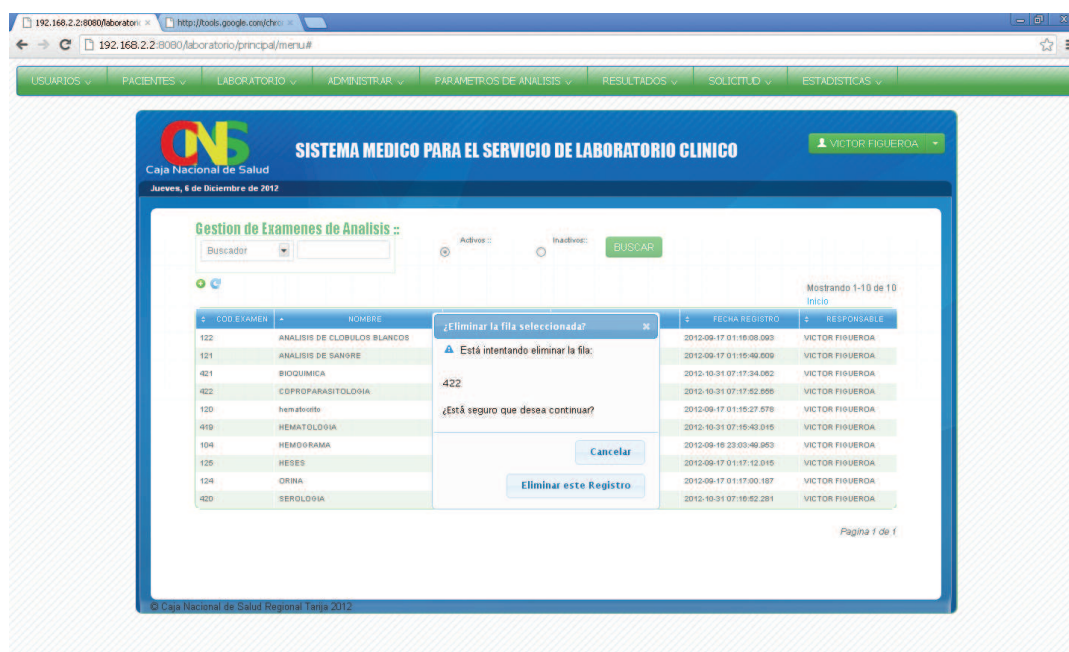 192.168.2.2:8080/laboratori × http://tools.google.com/chro ×
192.168.2.2:8080/laboratorio/principal/menu#
USUARIOS PACIENTES LABORATORIO ADMINISTRAR PARAMETROS DE ANALISIS RESULTADOS SOLICITUD ESTADISTICAS
CNS
Caja Nacional de Salud
SISTEMA MEDICO PARA EL SERVICIO DE LABORATORIO CLINICO
VICTOR FIGUEROA
Jueves, 6 de Diciembre de 2012
Gestion de Examenes de Analisis ::
Buscador Activos :: Inactivos:: BUSCAR
Mostrando 1-10 de 10
Inicio
COD.EXAMEN NOMBRE FECHA REGISTRO RESPONSABLE
122 ANALISIS DE CLOBULOS BLANCOS 2012-09-17 01:16:08.093 VICTOR FIGUEROA
121 ANALISIS DE SANGRE 2012-09-17 01:15:49.609 VICTOR FIGUEROA
421 BIOQUIMICA 2012-10-31 07:17:34.062 VICTOR FIGUEROA
422 COPROPARASITOLOGIA 2012-10-31 07:17:52.656 VICTOR FIGUEROA
120 hematocrito 2012-09-17 01:15:27.578 VICTOR FIGUEROA
419 HEMATOLOGIA 2012-10-31 07:16:43.015 VICTOR FIGUEROA
104 HEMOGRAMA 2012-09-16 23:03:49.953 VICTOR FIGUEROA
125 HESES 2012-09-17 01:17:12.015 VICTOR FIGUEROA
124 ORINA 2012-09-17 01:17:00.187 VICTOR FIGUEROA
420 SEROLOGIA 2012-10-31 07:16:52.281 VICTOR FIGUEROA
¿Eliminar la fila seleccionada? ×
Está intentando eliminar la fila:
422
¿Está seguro que desea continuar?
Cancelar
Eliminar este Registro
Pagina 1 de 1
© Caja Nacional de Salud Regional Tarija 2012